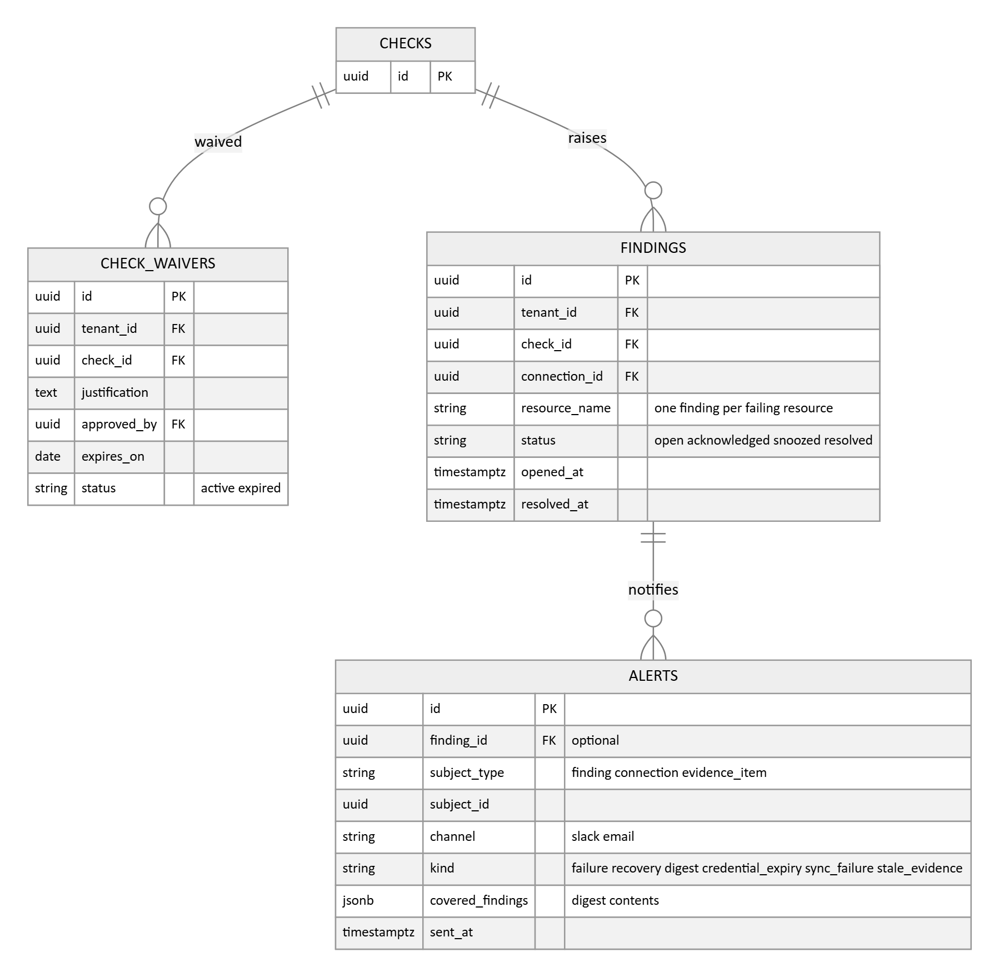 CHECKS
uuid id PK
waived
raises
CHECK_WAIVERS
uuid id PK
uuid tenant_id FK
uuid check_id FK
text justification
uuid approved_by FK
date expires_on
string status active expired
FINDINGS
uuid id PK
uuid tenant_id FK
uuid check_id FK
uuid connection_id FK
string resource_name one finding per failing resource
string status open acknowledged snoozed resolved
timestamptz opened_at
timestamptz resolved_at
notifies
ALERTS
uuid id PK
uuid finding_id FK optional
string subject_type finding connection evidence_item
uuid subject_id
string channel slack email
string kind failure recovery digest credential_expiry sync_failure stale_evidence
jsonb covered_findings digest contents
timestamptz sent_at